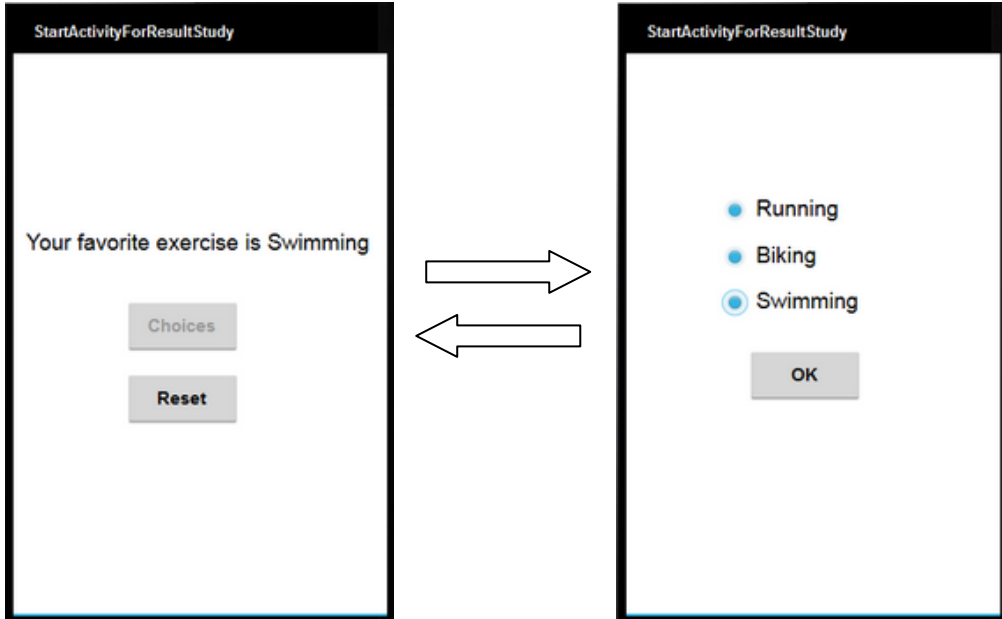 StartActivityForResultStudy
Your favorite exercise is Swimming
Choices
Reset
StartActivityForResultStudy
Running
Biking
Swimming
OK